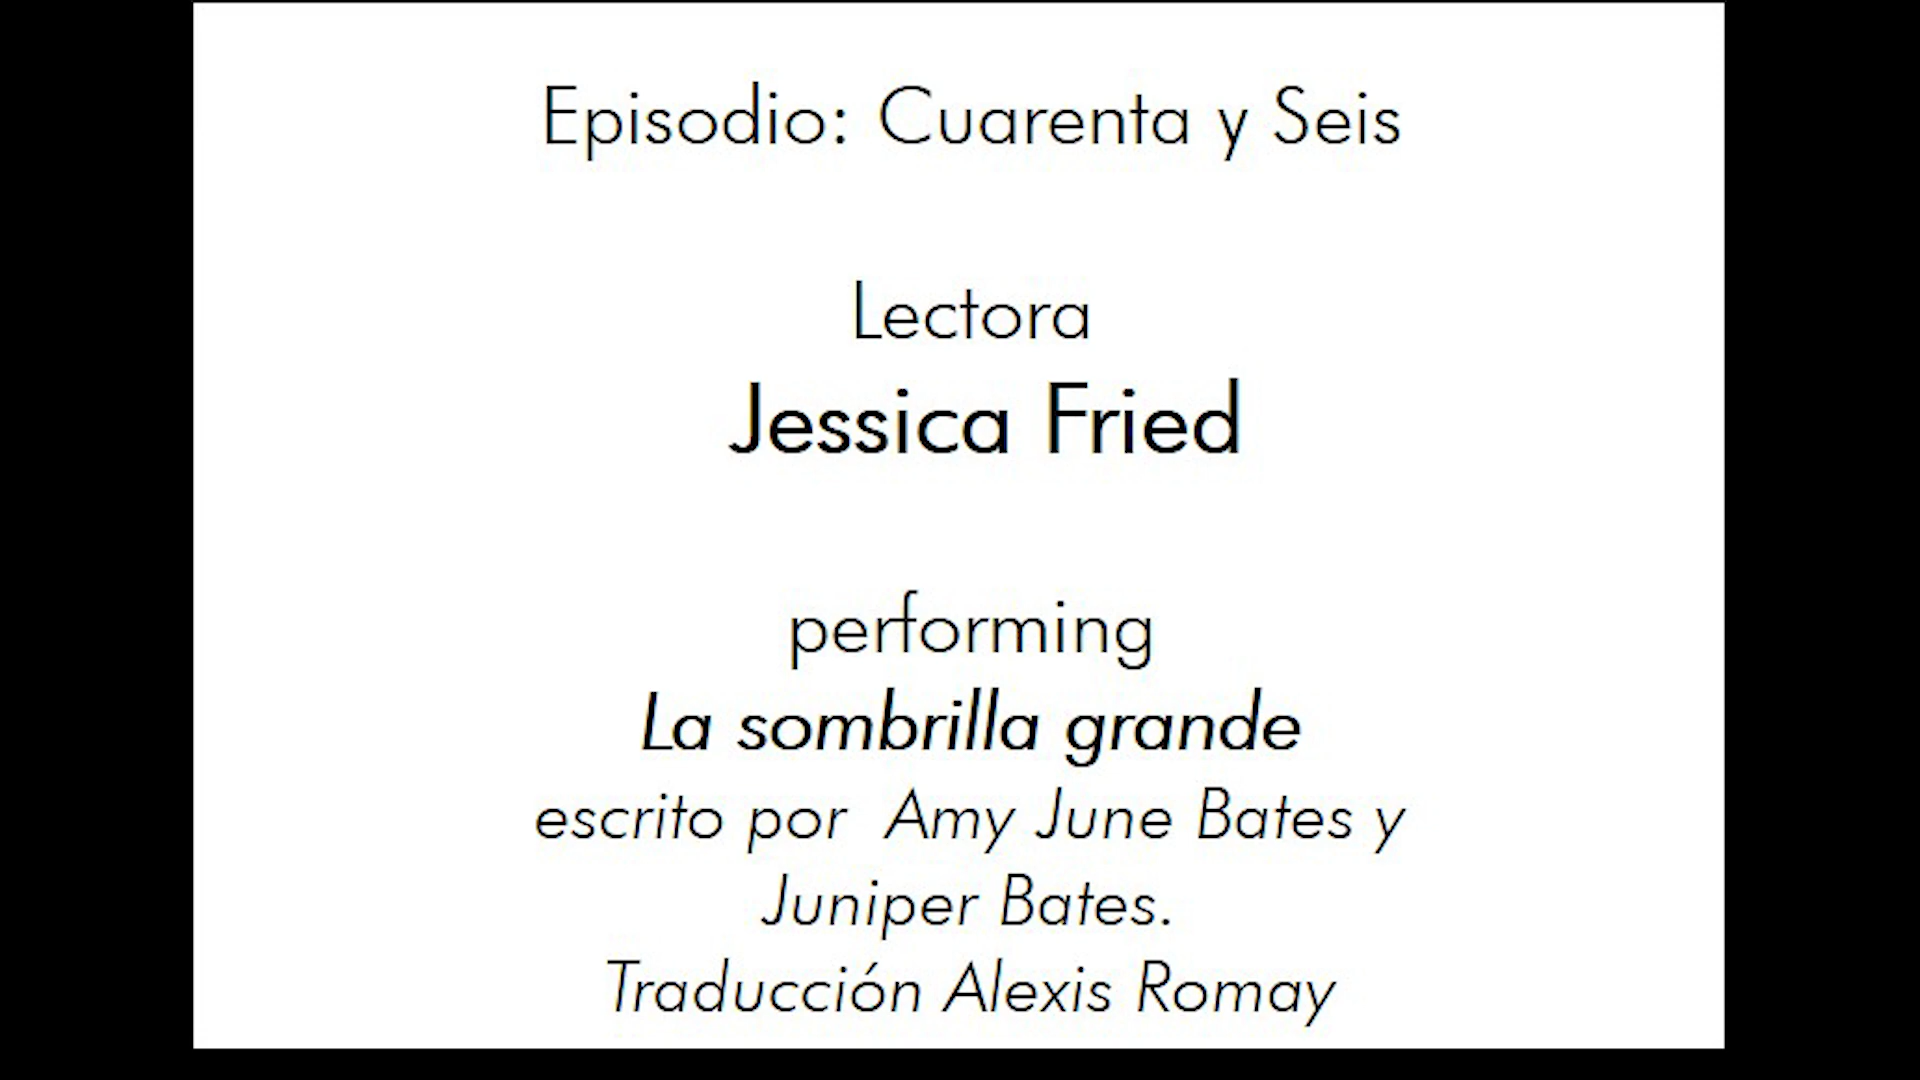 Episodio: Cuarenta y Seis
Lectora
Jessica Fried
performing
La sombrilla grande
escrito por Amy June Bates y
Juniper Bates.
Traducción Alexis Romay